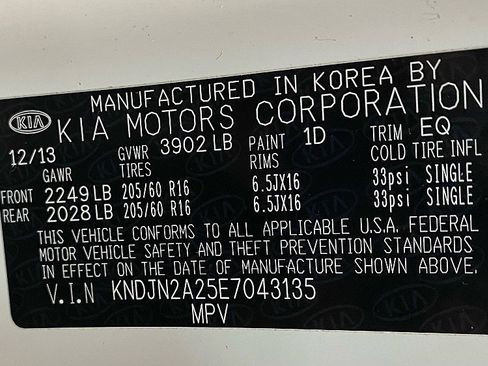 MANUFACTURED IN KOREA BY
KIA KIA MOTORS CORPORATION
12/13 GVWR 3902 LB PAINT 1D TRIM EQ
GAWR TIRES RIMS COLD TIRE INFL
FRONT 2249 LB 205/60 R16 6.5JX16 33psi SINGLE
REAR 2028 LB 205/60 R16 6.5JX16 33psi SINGLE
THIS VEHICLE CONFORMS TO ALL APPLICABLE U.S.A. FEDERAL
MOTOR VEHICLE SAFETY AND THEFT PREVENTION STANDARDS
IN EFFECT ON THE DATE OF MANUFACTURE SHOWN ABOVE.
V.I.N KNDJN2A25E7043135
MPV